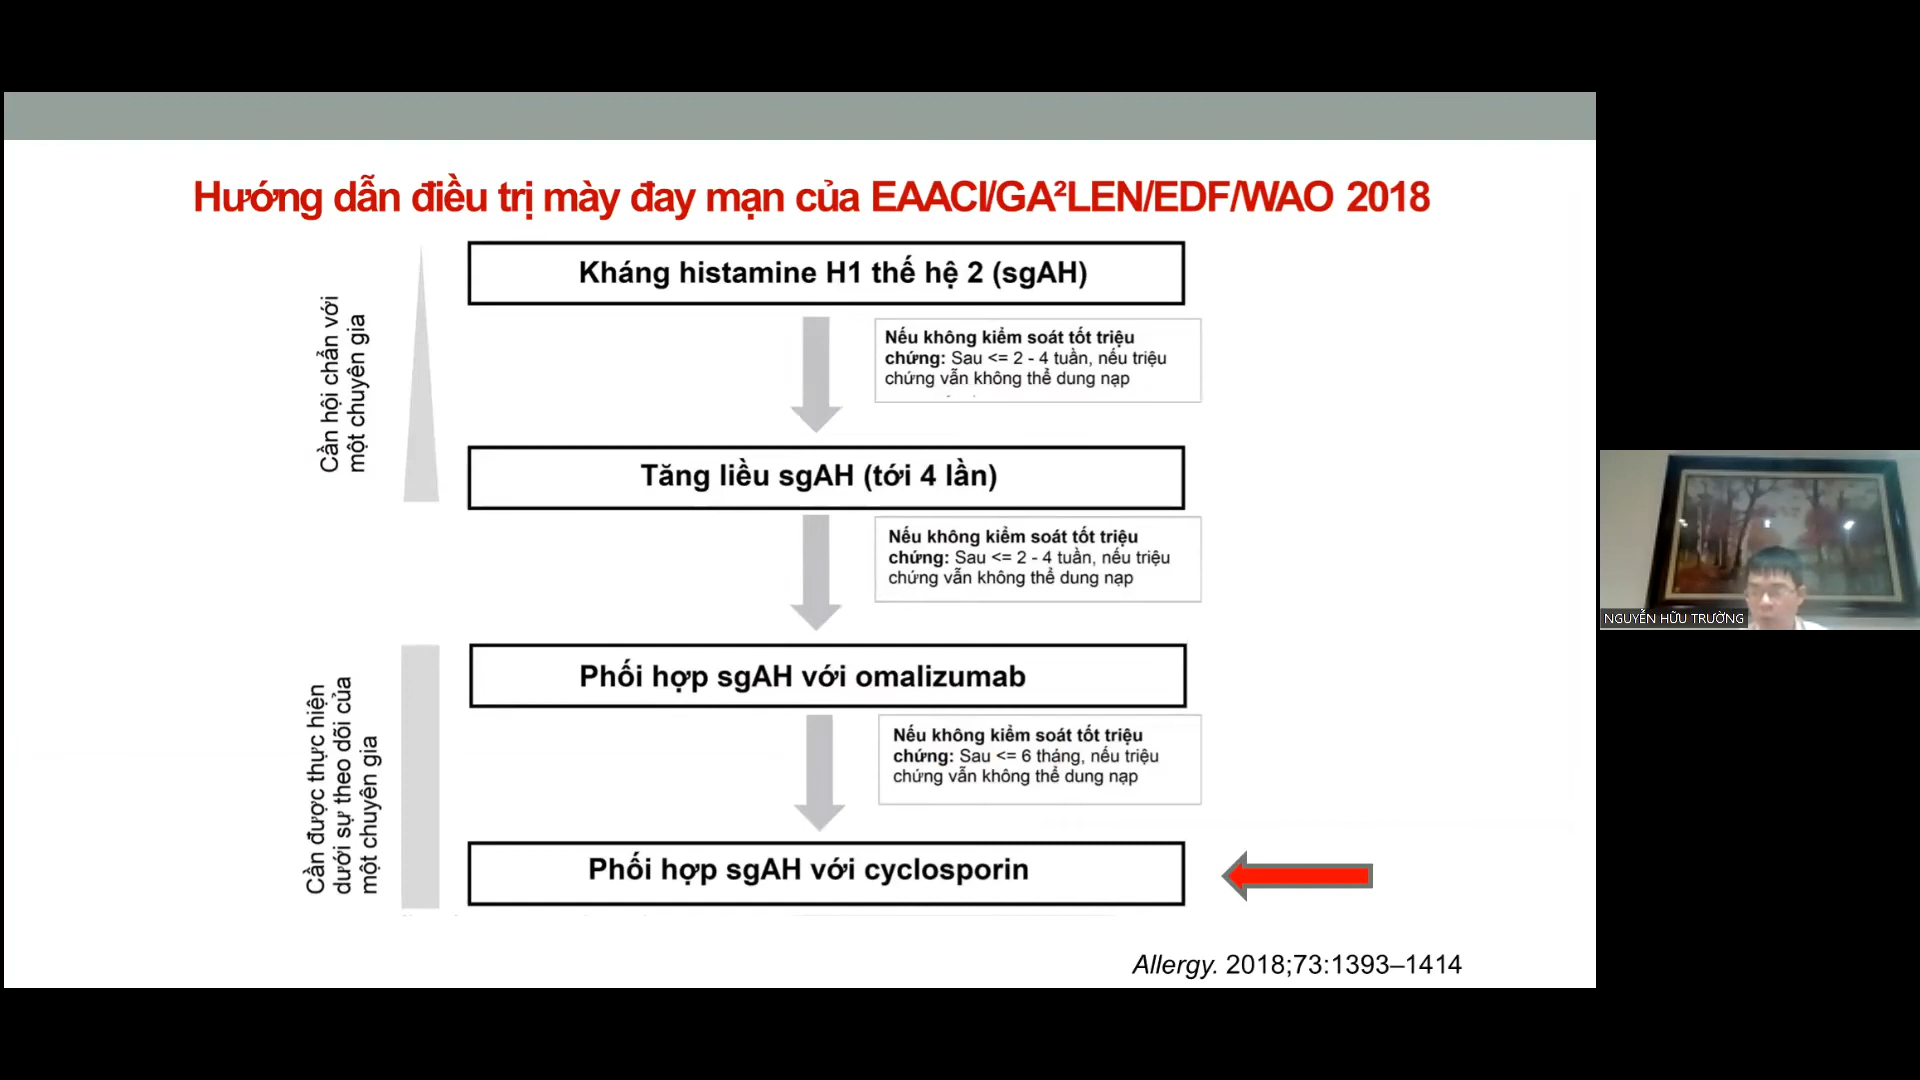 Hướng dẫn điều trị mày đay mạn của EAACI/GA²LEN/EDF/WAO 2018
Kháng histamine H1 thế hệ 2 (sgAH)
Cần hội chẩn với
một chuyên gia
Nếu không kiểm soát tốt triệu
chứng: Sau <= 2 - 4 tuần, nếu triệu
chứng vẫn không thể dung nạp
Tăng liều sgAH (tới 4 lần)
Nếu không kiểm soát tốt triệu
chứng: Sau <= 2 - 4 tuần, nếu triệu
chứng vẫn không thể dung nạp
Phối hợp sgAH với omalizumab
Cần được thực hiện
dưới sự theo dõi của
một chuyên gia
Nếu không kiểm soát tốt triệu
chứng: Sau <= 6 tháng, nếu triệu
chứng vẫn không thể dung nạp
Phối hợp sgAH với cyclosporin
Allergy. 2018;73:1393–1414
NGUYỄN HỮU TRƯỜNG